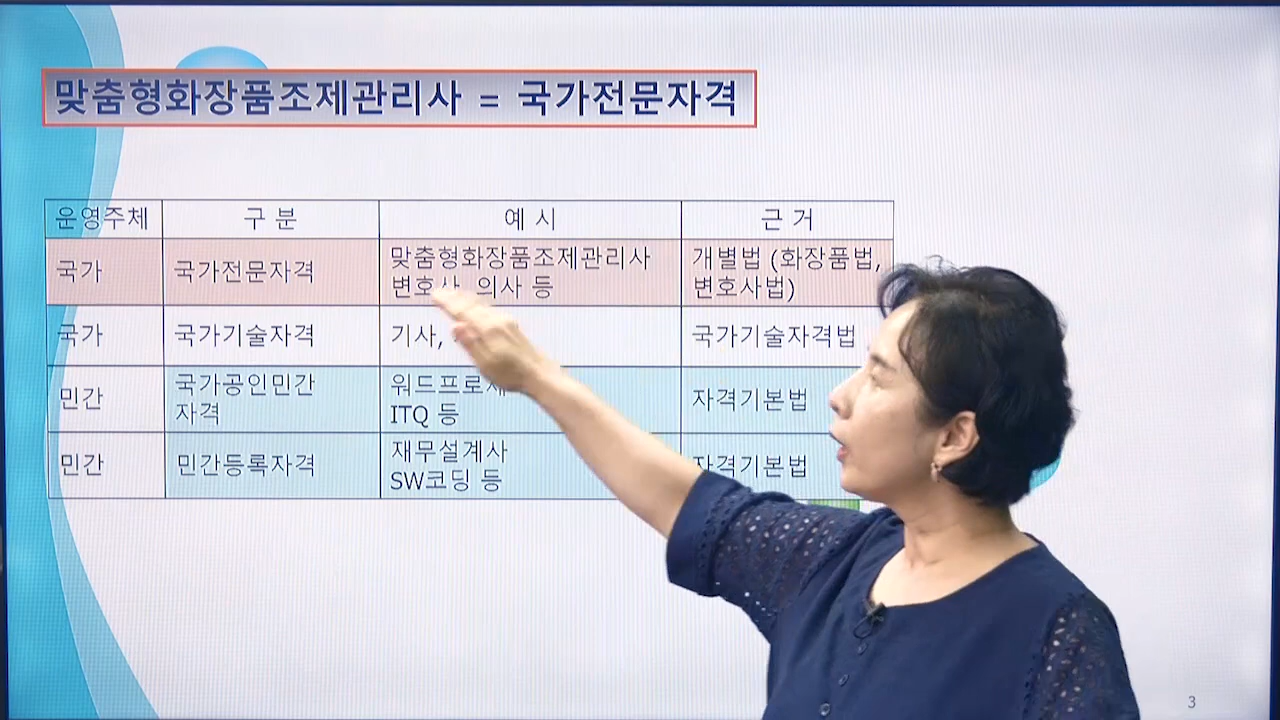 맞춤형화장품조제관리사 = 국가전문자격
운영주체 구 분 예 시 근 거
국가 국가전문자격 맞춤형화장품조제관리사 변호사, 의사 등 개별법 (화장품법, 변호사법)
국가 국가기술자격 기사, 국가기술자격법
민간 국가공인민간 자격 ITQ 등 자격기본법
민간 민간등록자격 재무설계사 SW코딩 등 자격기본법
3